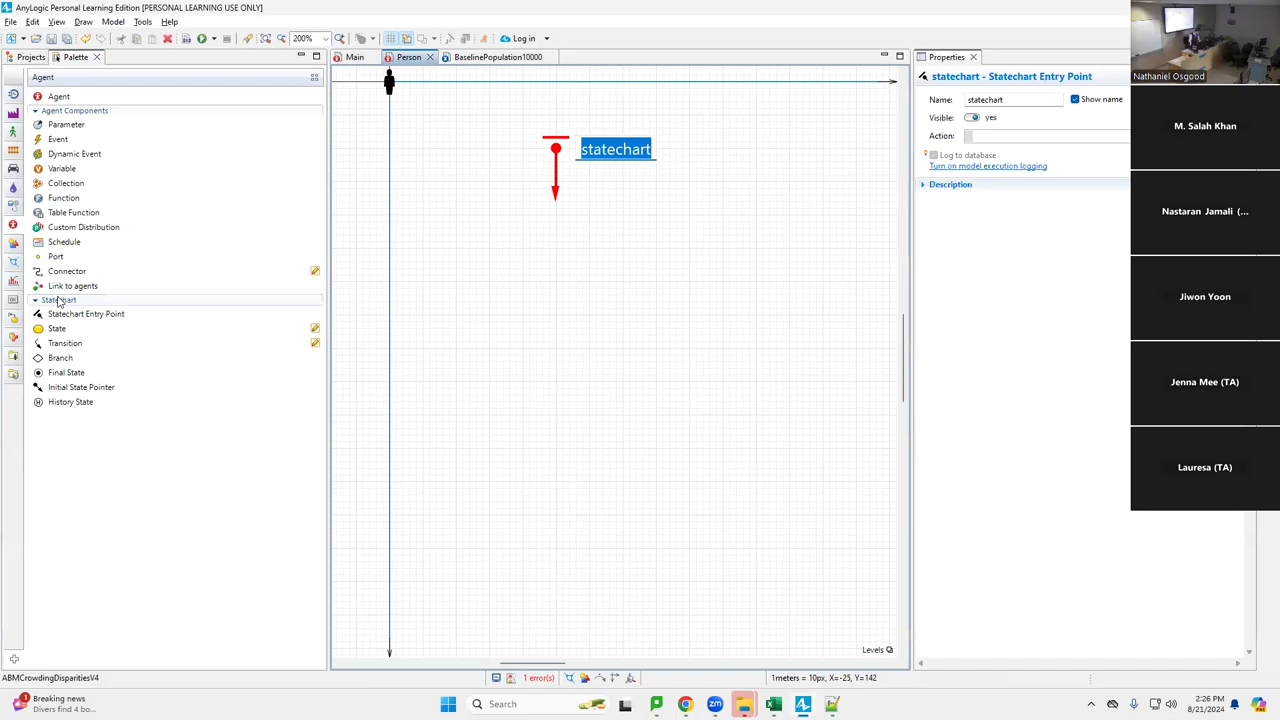 AnyLogic Personal Learning Edition [PERSONAL LEARNING USE ONLY]
File Edit View Draw Model Tools Help
200%
Log in
Projects
Palette
Main
Person
BaselinePopulation10000
Properties
Agent
Agent
Agent Components
Parameter
Event
Dynamic Event
Variable
Collection
Function
Table Function
Custom Distribution
Schedule
Port
Connector
Link to agents
Statechart
Statechart Entry Point
State
Transition
Branch
Final State
Initial State Pointer
History State
statechart
Levels
statechart - Statechart Entry Point
Name:
statechart
Show name
Visible:
yes
Action:
Log to database
Turn on model execution logging
Description
Nathaniel Osgood
M. Salah Khan
Nastaran Jamali (...
Jiwon Yoon
Jenna Mee (TA)
Lauresa (TA)
ABMCrowdingDisparitiesV4
1 error(s)
1meters = 10px, X=-25, Y=142
1
Breaking news
Divers find 4 bo...
Search
2:26 PM
8/21/2024